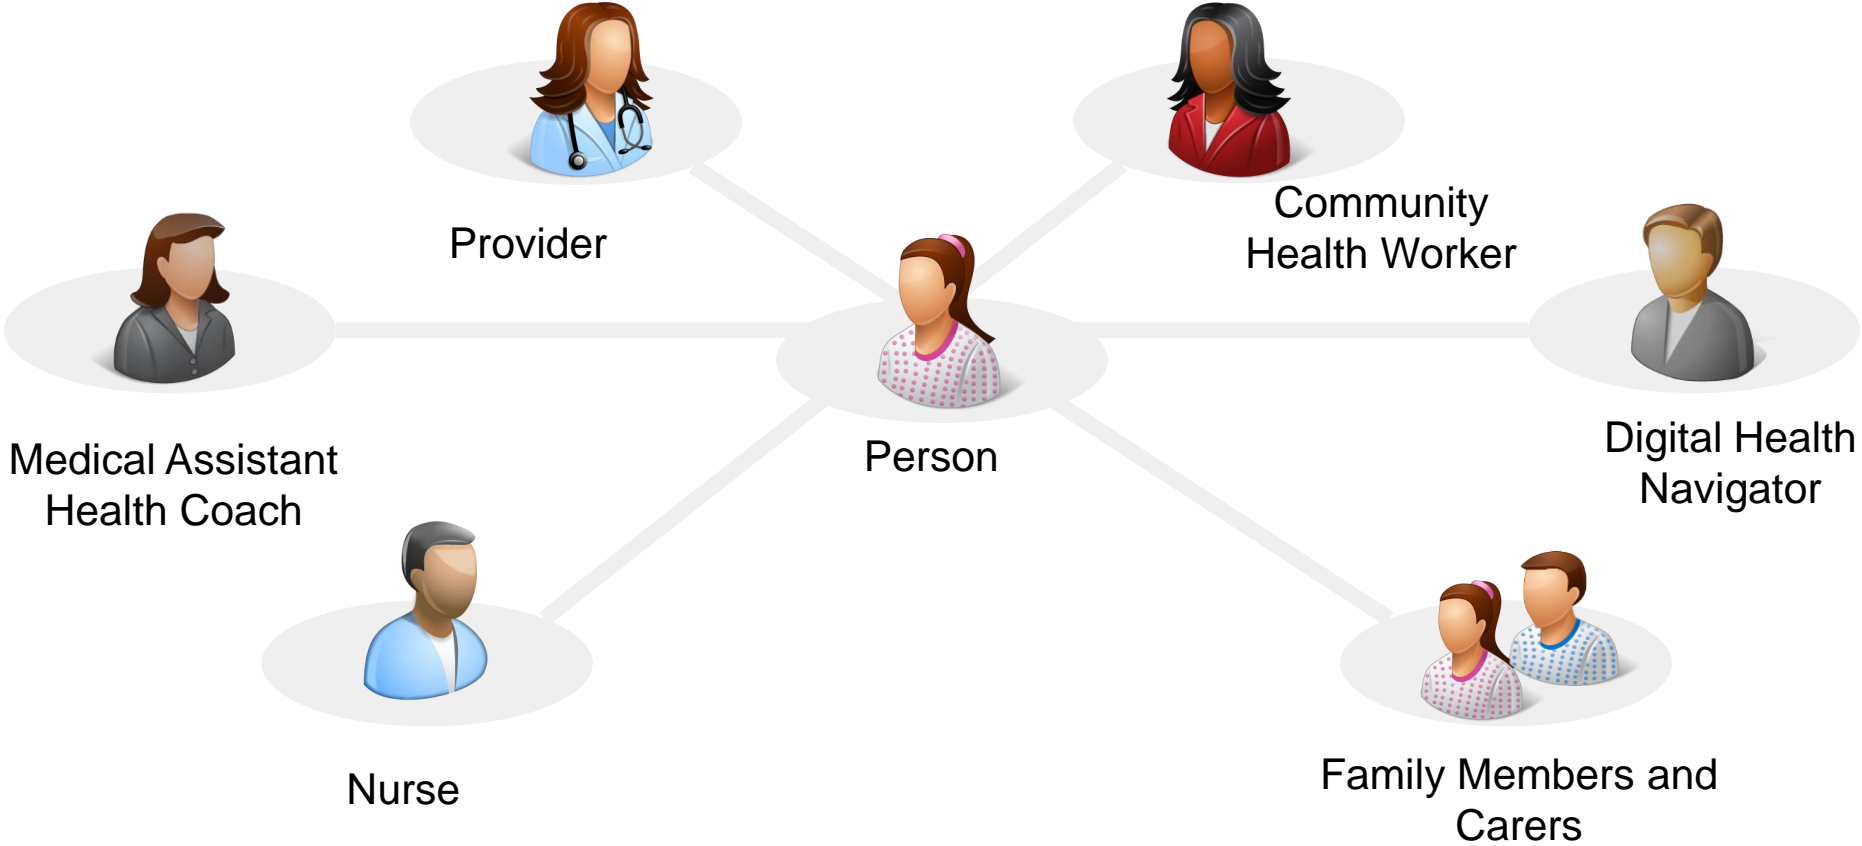 Provider
Community
Health Worker
Medical Assistant
Health Coach
Person
Digital Health
Navigator
Nurse
Family Members and
Carers